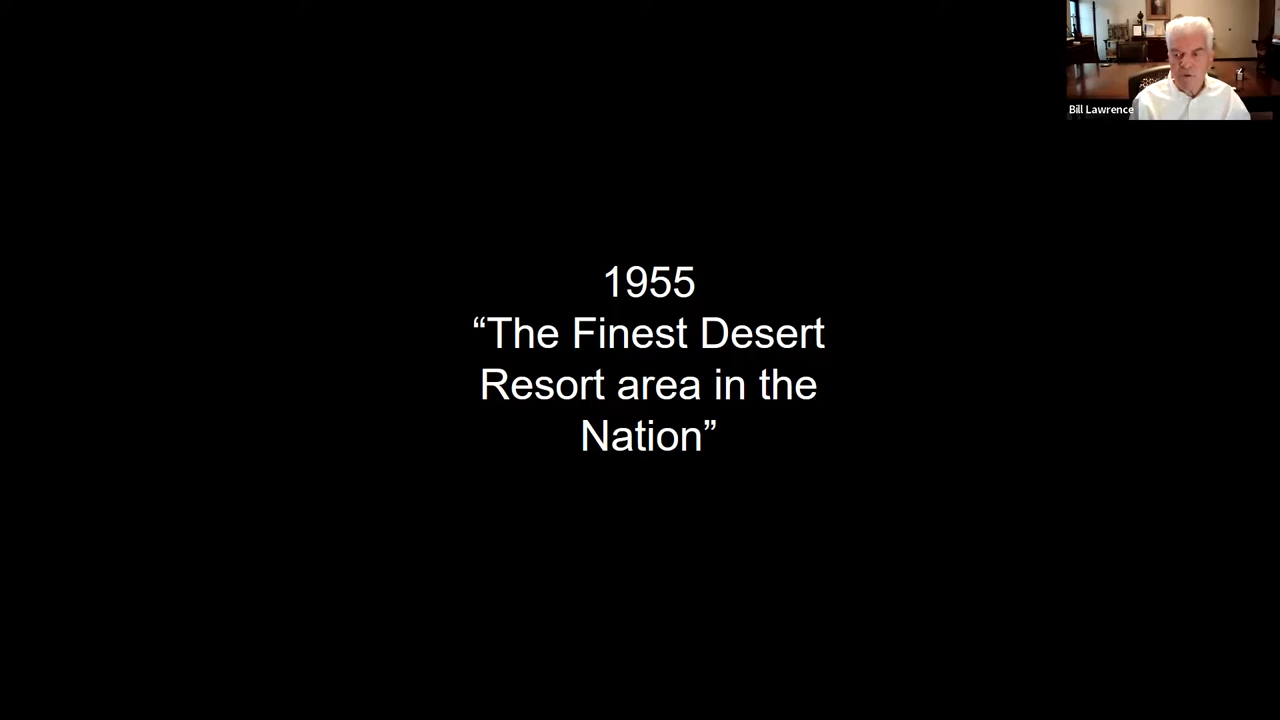 Bill Lawrence
1955
“The Finest Desert
Resort area in the
Nation”